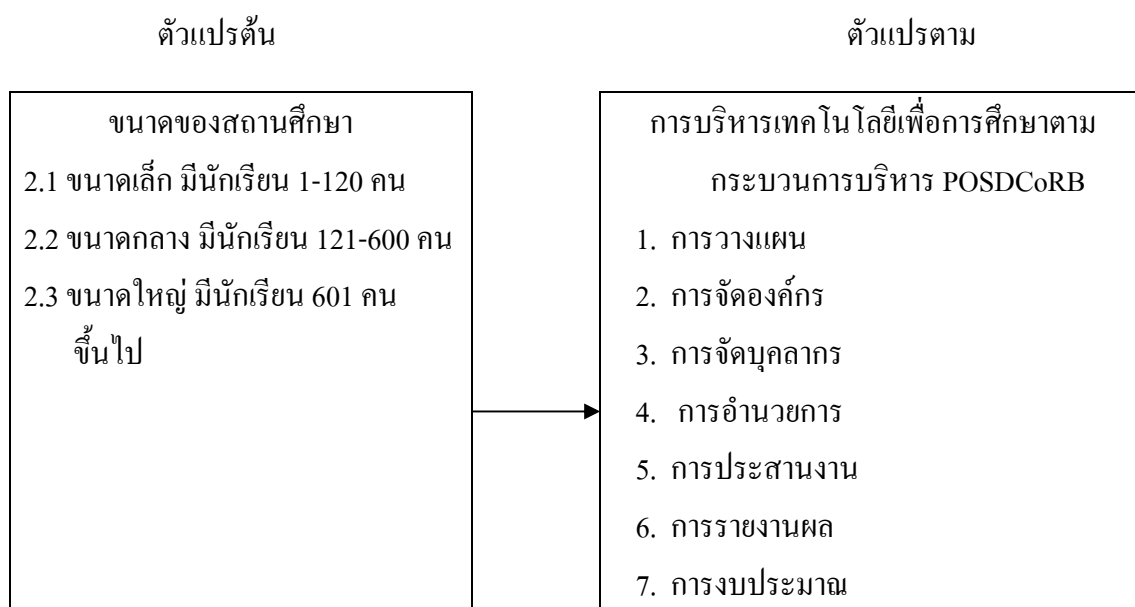 ตัวแปรต้น
ตัวแปรตาม
ขนาดของสถานศึกษา
2.1 ขนาดเล็ก มีนักเรียน 1-120 คน
2.2 ขนาดกลาง มีนักเรียน 121-600 คน
2.3 ขนาดใหญ่ มีนักเรียน 601 คน
ขึ้นไป
การบริหารเทคโนโลยีเพื่อการศึกษาตาม
กระบวนการบริหาร POSDCoRB
1. การวางแผน
2. การจัดองค์กร
3. การจัดบุคลากร
4. การอำนวยการ
5. การประสานงาน
6. การรายงานผล
7. การงบประมาณ